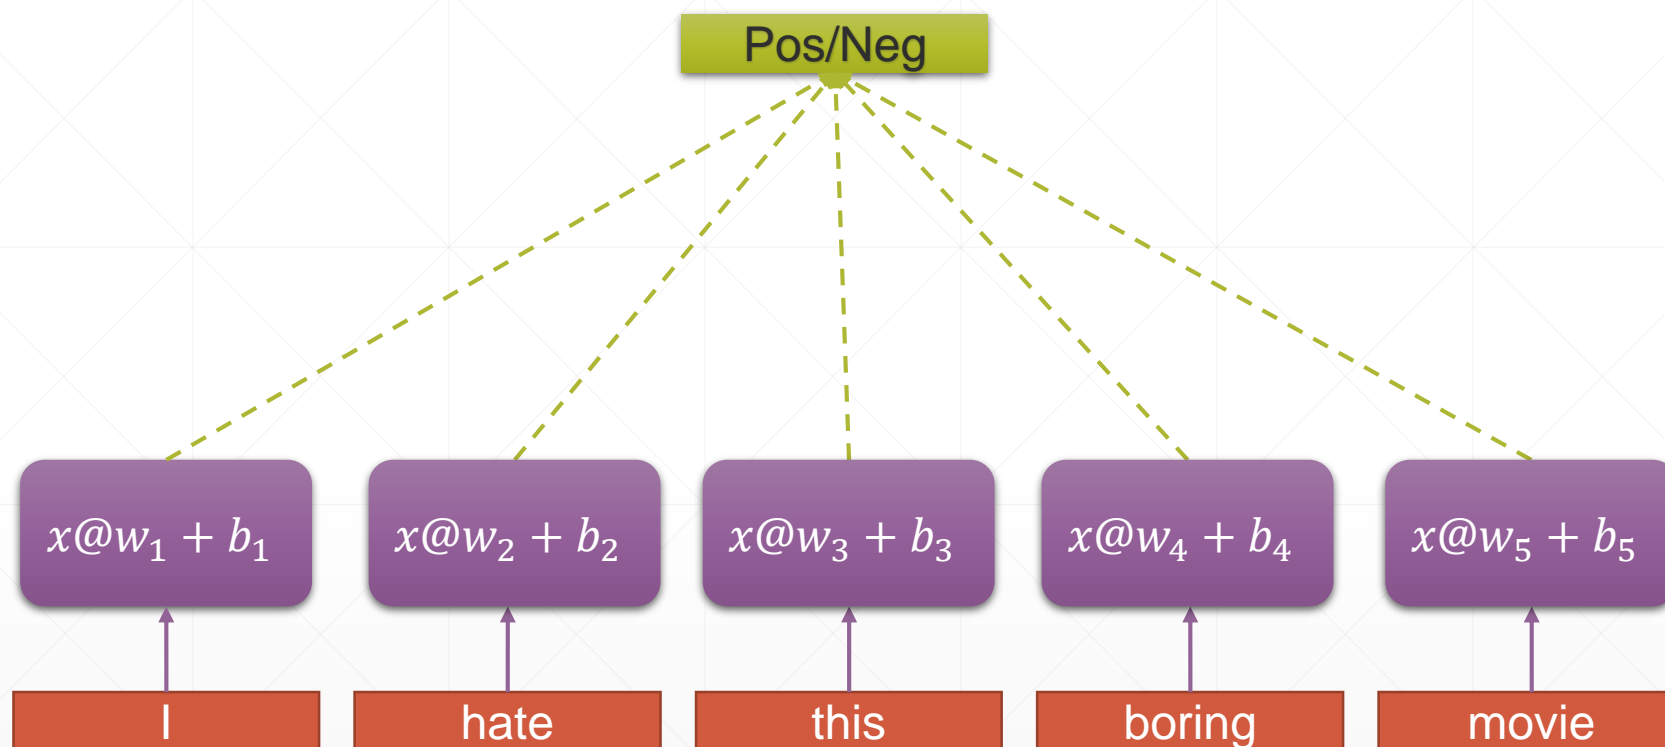 Pos/Neg
x@w₁ + b₁
x@w₂ + b₂
x@w₃ + b₃
x@w₄ + b₄
x@w₅ + b₅
I
hate
this
boring
movie